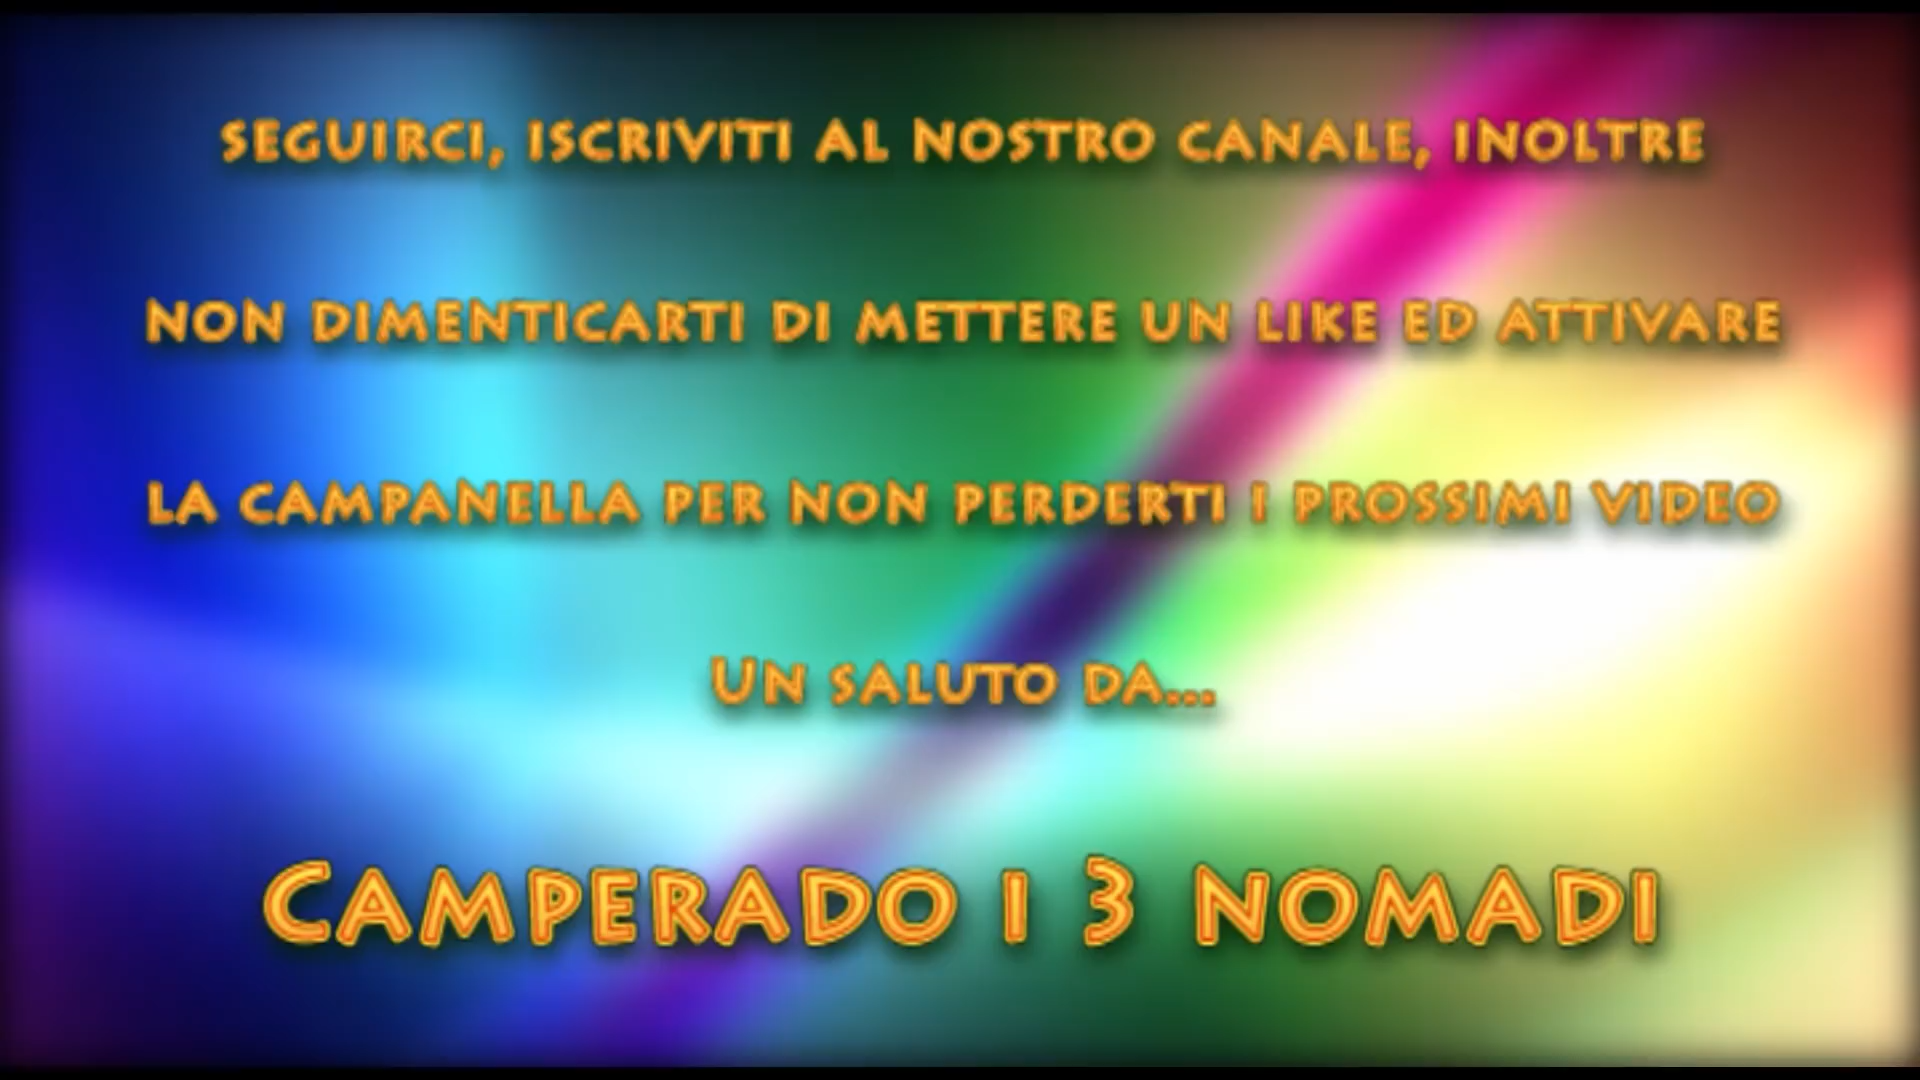 SEGUIRCI, ISCRIVITI AL NOSTRO CANALE, INOLTRE
NON DIMENTICARTI DI METTERE UN LIKE ED ATTIVARE
LA CAMPANELLA PER NON PERDERTI I PROSSIMI VIDEO
UN SALUTO DA...
CAMPERADO I 3 NOMADI